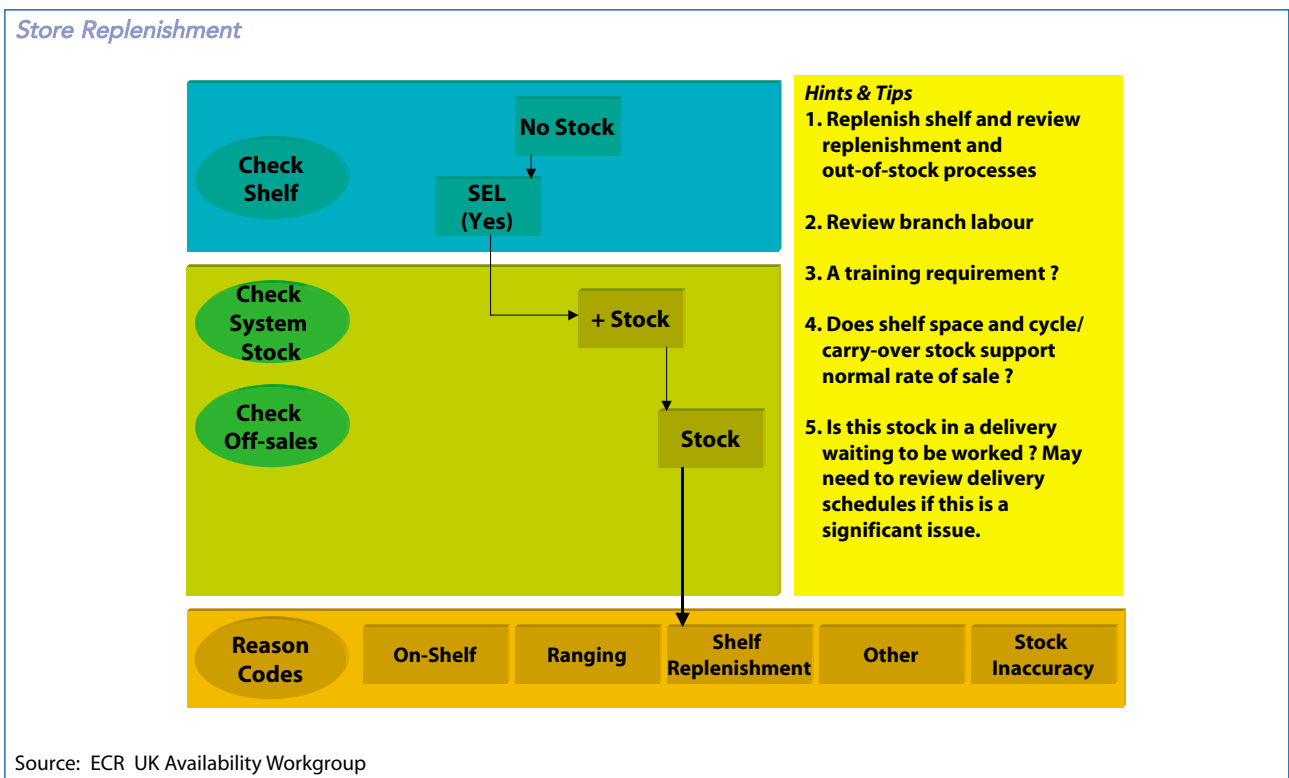 Store Replenishment
No Stock
Check
Shelf
SEL
(Yes)
Check
System
Stock
+ Stock
Check
Off-sales
Stock
Hints & Tips
1. Replenish shelf and review
replenishment and
out-of-stock processes
2. Review branch labour
3. A training requirement ?
4. Does shelf space and cycle/
carry-over stock support
normal rate of sale ?
5. Is this stock in a delivery
waiting to be worked ? May
need to review delivery
schedules if this is a
significant issue.
Reason
Codes
On-Shelf
Ranging
Shelf
Replenishment
Other
Stock
Inaccuracy
Source: ECR UK Availability Workgroup